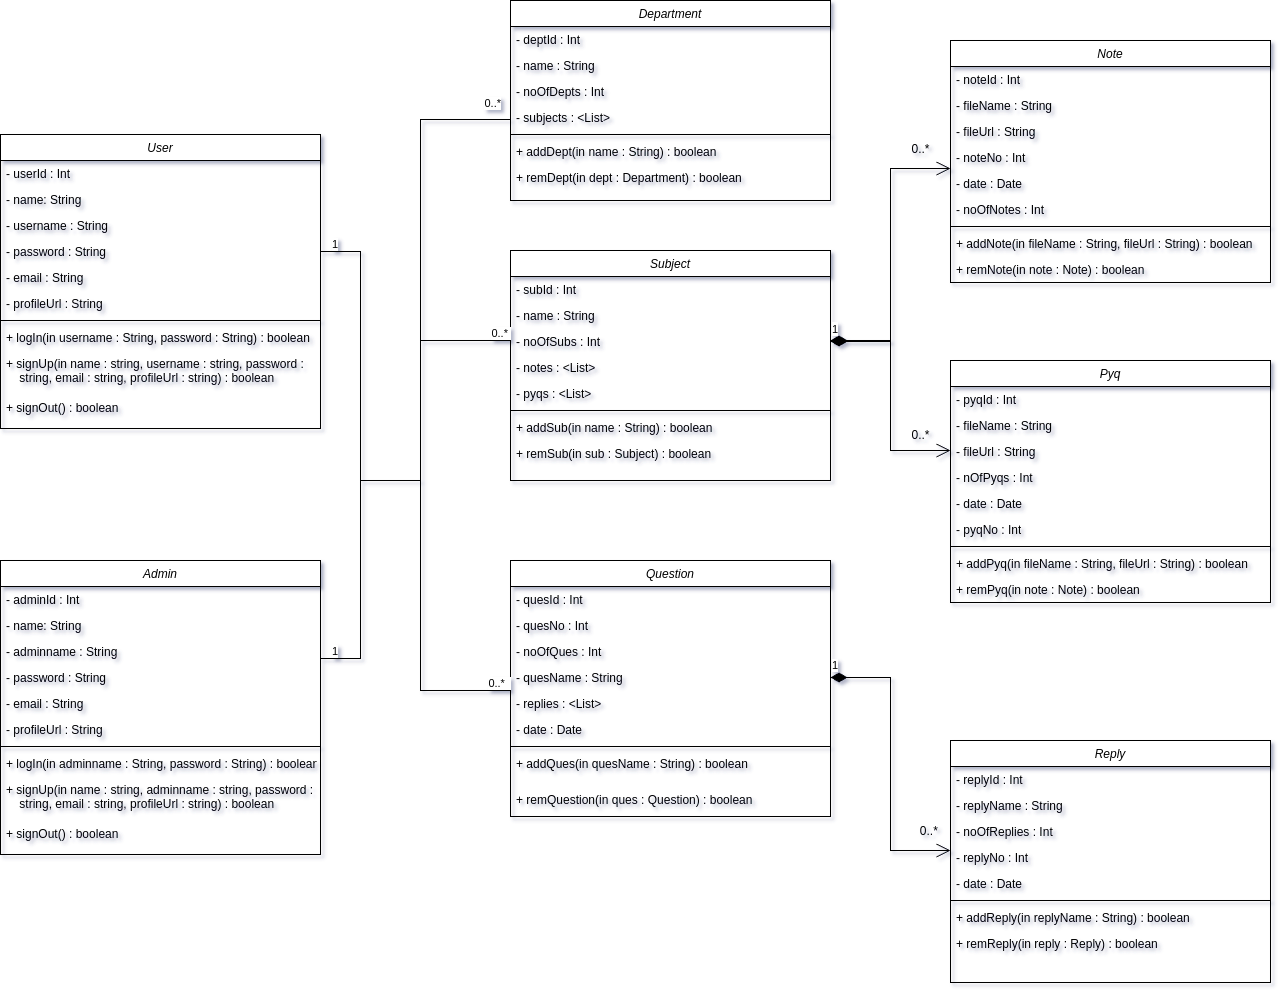 Department
- deptId : Int
- name : String
- noOfDepts : Int
- subjects : <List>
+ addDept(in name : String) : boolean
+ remDept(in dept : Department) : boolean
0..*
User
- userId : Int
- name: String
- username : String
- password : String
- email : String
- profileUrl : String
+ logIn(in username : String, password : String) : boolean
+ signUp(in name : string, username : string, password :
string, email : string, profileUrl : string) : boolean
+ signOut() : boolean
1
Subject
- subId : Int
- name : String
- noOfSubs : Int
- notes : <List>
- pyqs : <List>
+ addSub(in name : String) : boolean
+ remSub(in sub : Subject) : boolean
0..*
1
Note
- noteId : Int
- fileName : String
- fileUrl : String
- noteNo : Int
- date : Date
- noOfNotes : Int
+ addNote(in fileName : String, fileUrl : String) : boolean
+ remNote(in note : Note) : boolean
0..*
Pyq
- pyqId : Int
- fileName : String
- fileUrl : String
- nOfPyqs : Int
- date : Date
- pyqNo : Int
+ addPyq(in fileName : String, fileUrl : String) : boolean
+ remPyq(in note : Note) : boolean
0..*
Admin
- adminId : Int
- name: String
- adminname : String
- password : String
- email : String
- profileUrl : String
+ logIn(in adminname : String, password : String) : boolear
+ signUp(in name : string, adminname : string, password :
string, email : string, profileUrl : string) : boolean
+ signOut() : boolean
1
Question
- quesId : Int
- quesNo : Int
- noOfQues : Int
- quesName : String
- replies : <List>
- date : Date
+ addQues(in quesName : String) : boolean
+ remQuestion(in ques : Question) : boolean
0..*
1
Reply
- replyId : Int
- replyName : String
- noOfReplies : Int
- replyNo : Int
- date : Date
+ addReply(in replyName : String) : boolean
+ remReply(in reply : Reply) : boolean
0..*